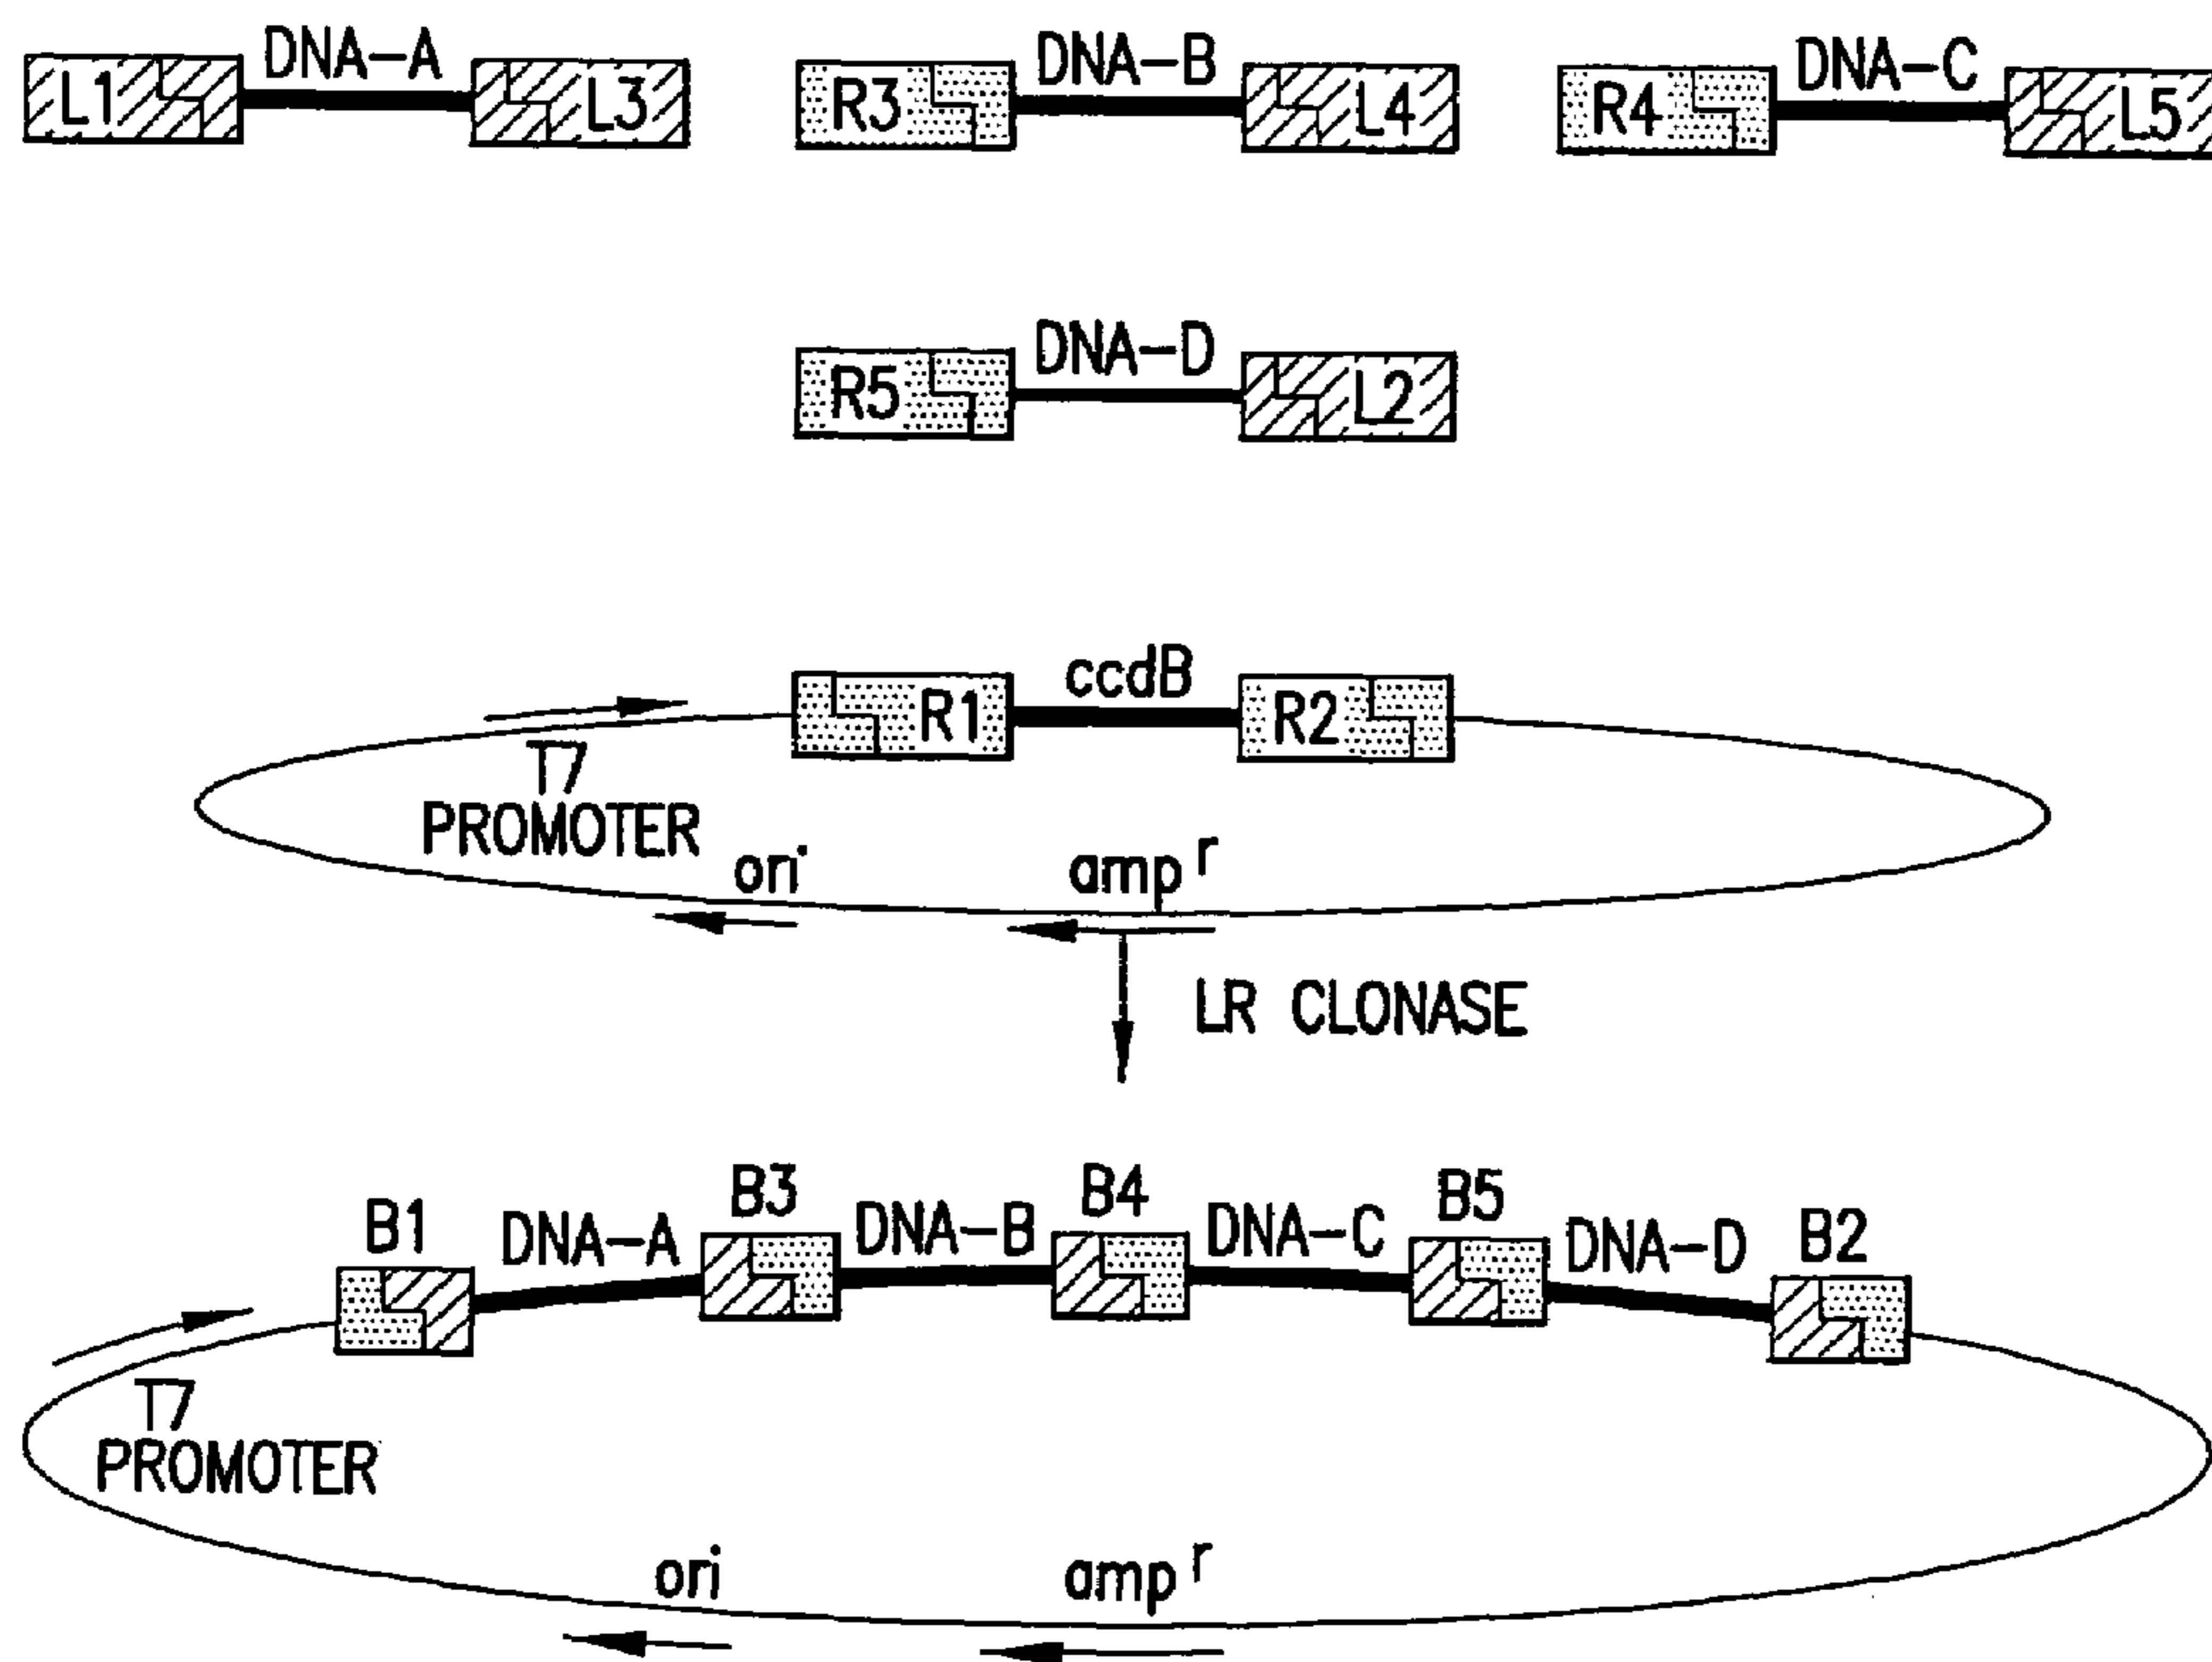 DNA-A
DNA-B
DNA-C
L1
L3
R3
L4
R4
L5
DNA-D
R5
L2
ccdB
R1
R2
T7
PROMOTER
ori
amp r
LR CLONASE
B1
DNA-A
B3
DNA-B
B4
DNA-C
B5
DNA-D
B2
T7
PROMOTER
ori
amp r